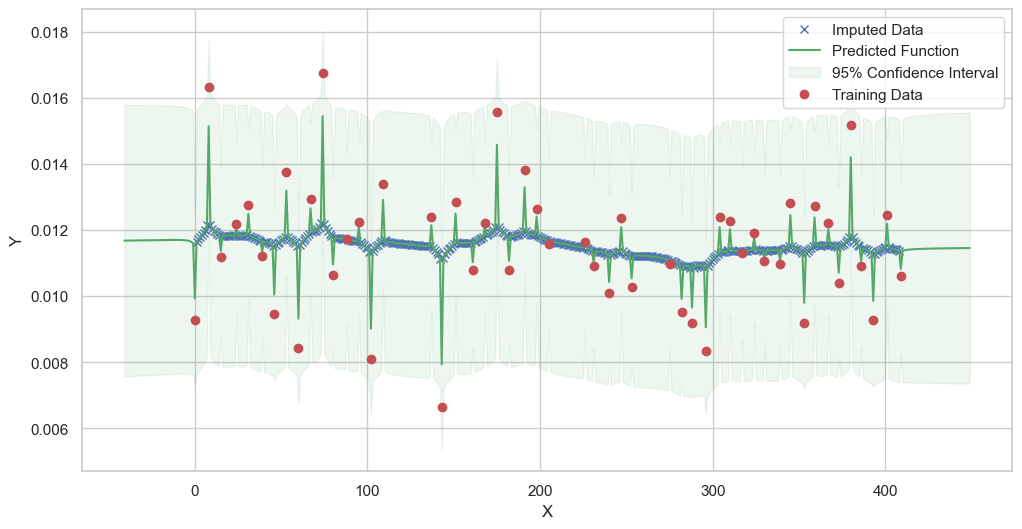 0.018
0.016
0.014
0.012
0.010
0.008
0.006
Y
0
100
200
300
400
X
Imputed Data
Predicted Function
95% Confidence Interval
Training Data